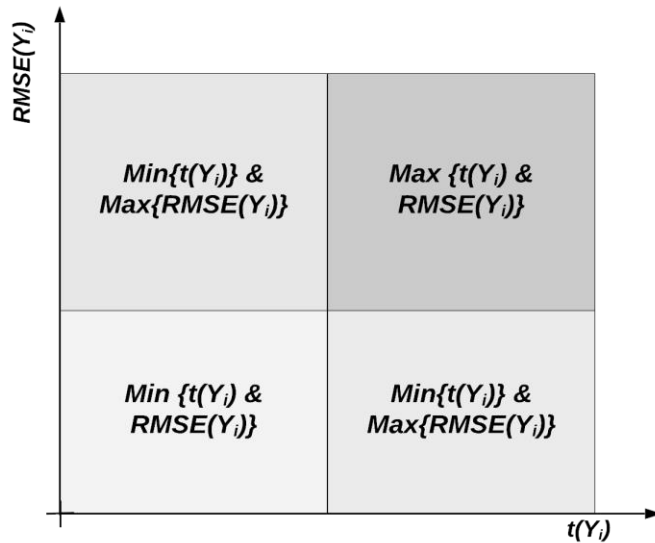 RMSE(Yᵢ)
Min{t(Yᵢ)} &
Max{RMSE(Yᵢ)}
Max {t(Yᵢ) &
RMSE(Yᵢ)}
Min {t(Yᵢ) &
RMSE(Yᵢ)}
Min{t(Yᵢ)} &
Max{RMSE(Yᵢ)}
t(Yᵢ)